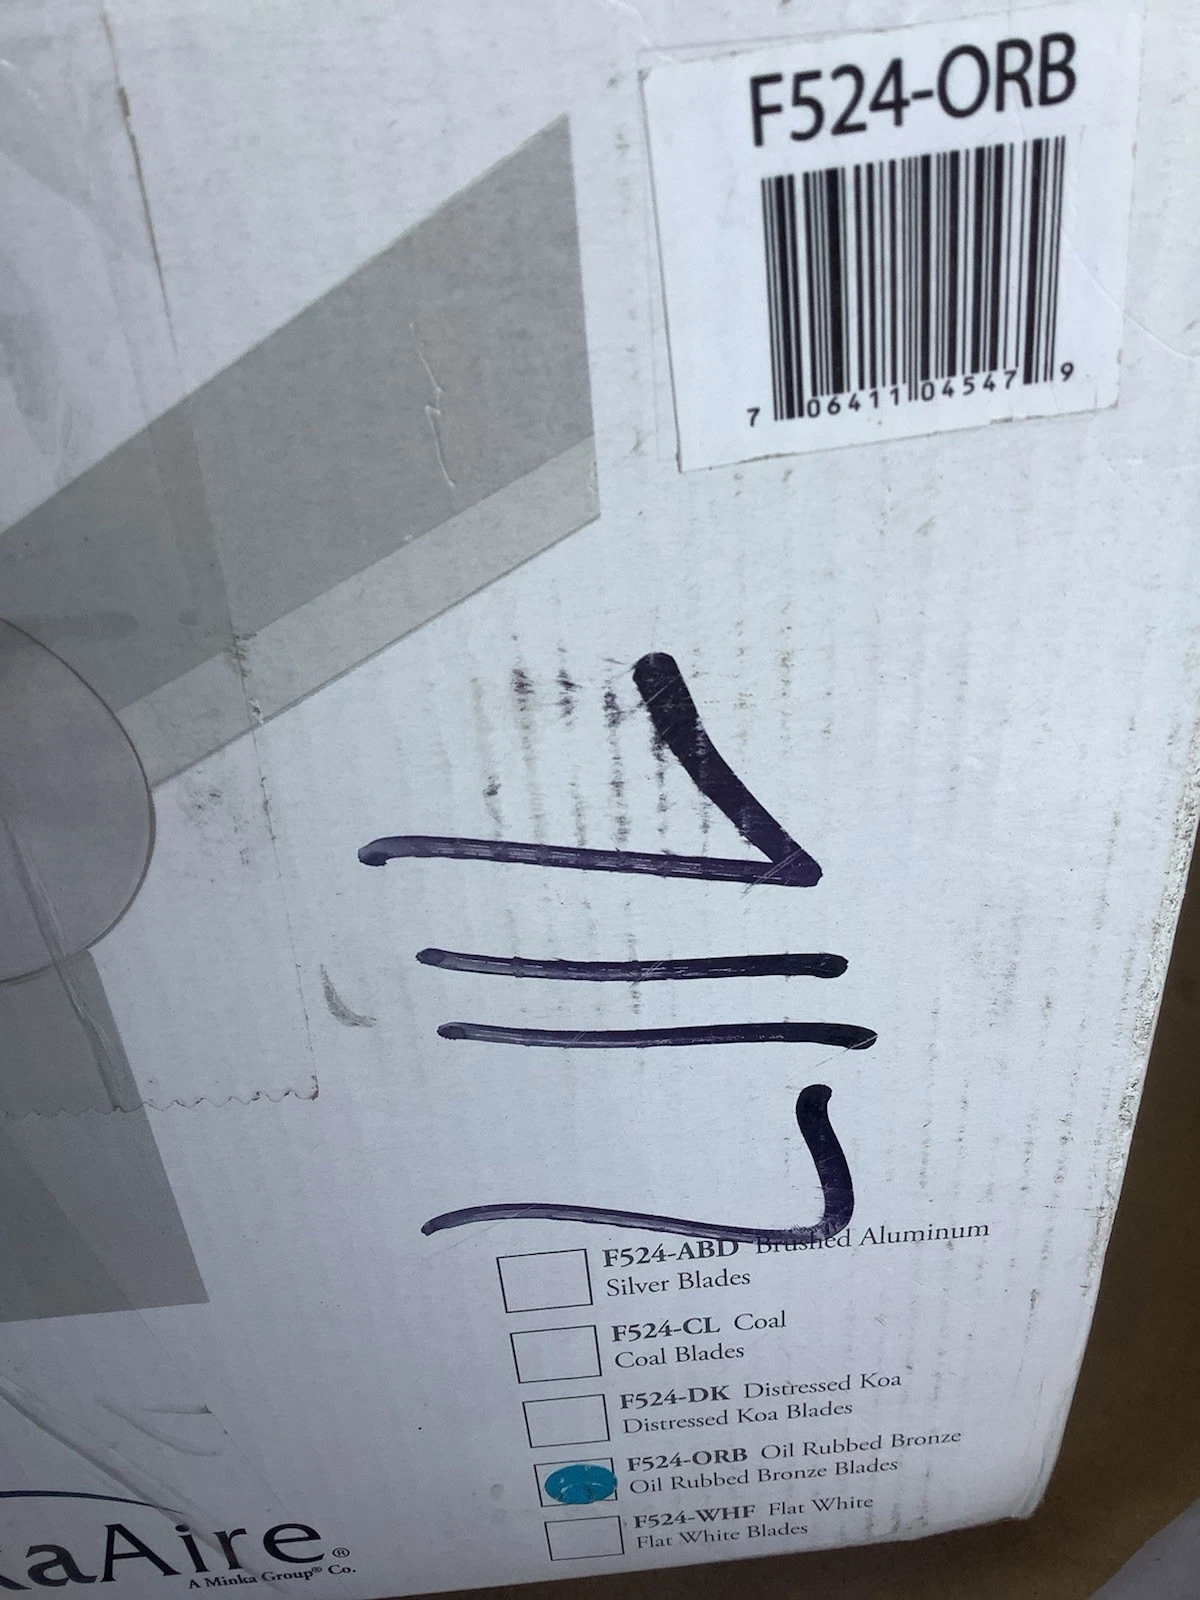 F524-ORB
7 06411 04547 9
1117
F524-ABD Brushed Aluminum
Silver Blades
F524-CL Coal
Coal Blades
F524-DK Distressed Koa
Distressed Koa Blades
F524-ORB Oil Rubbed Bronze
Oil Rubbed Bronze Blades
F524-WHF Flat White
Flat White Blades
kaAire®
A Minka Group® Co.